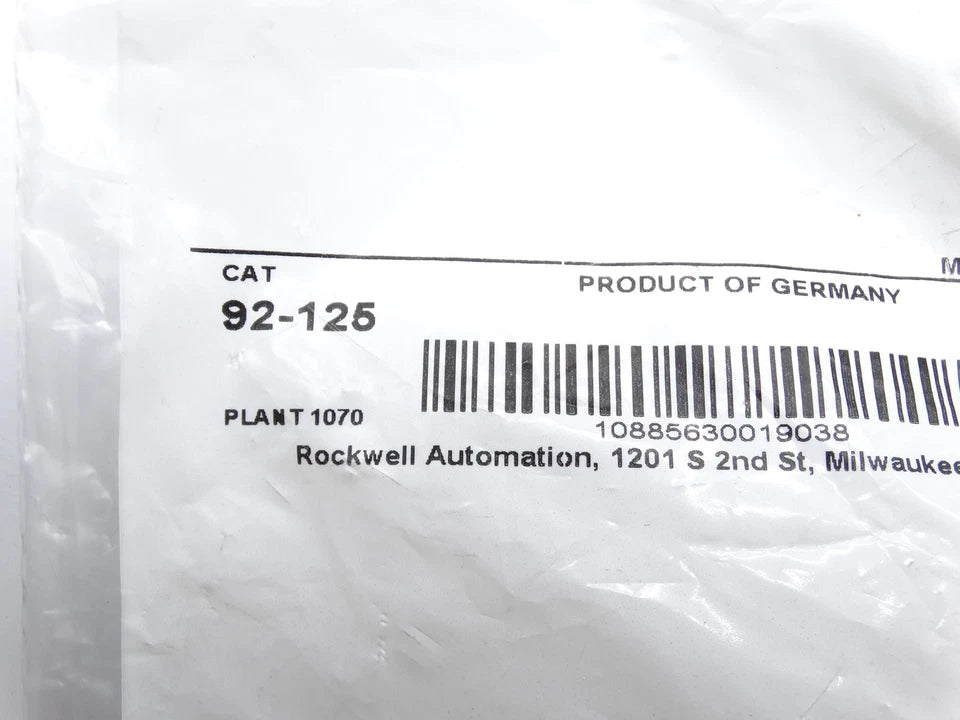 CAT
PRODUCT OF GERMANY
92-125
PLANT 1070
10885630019038
Rockwell Automation, 1201 S 2nd St, Milwaukee